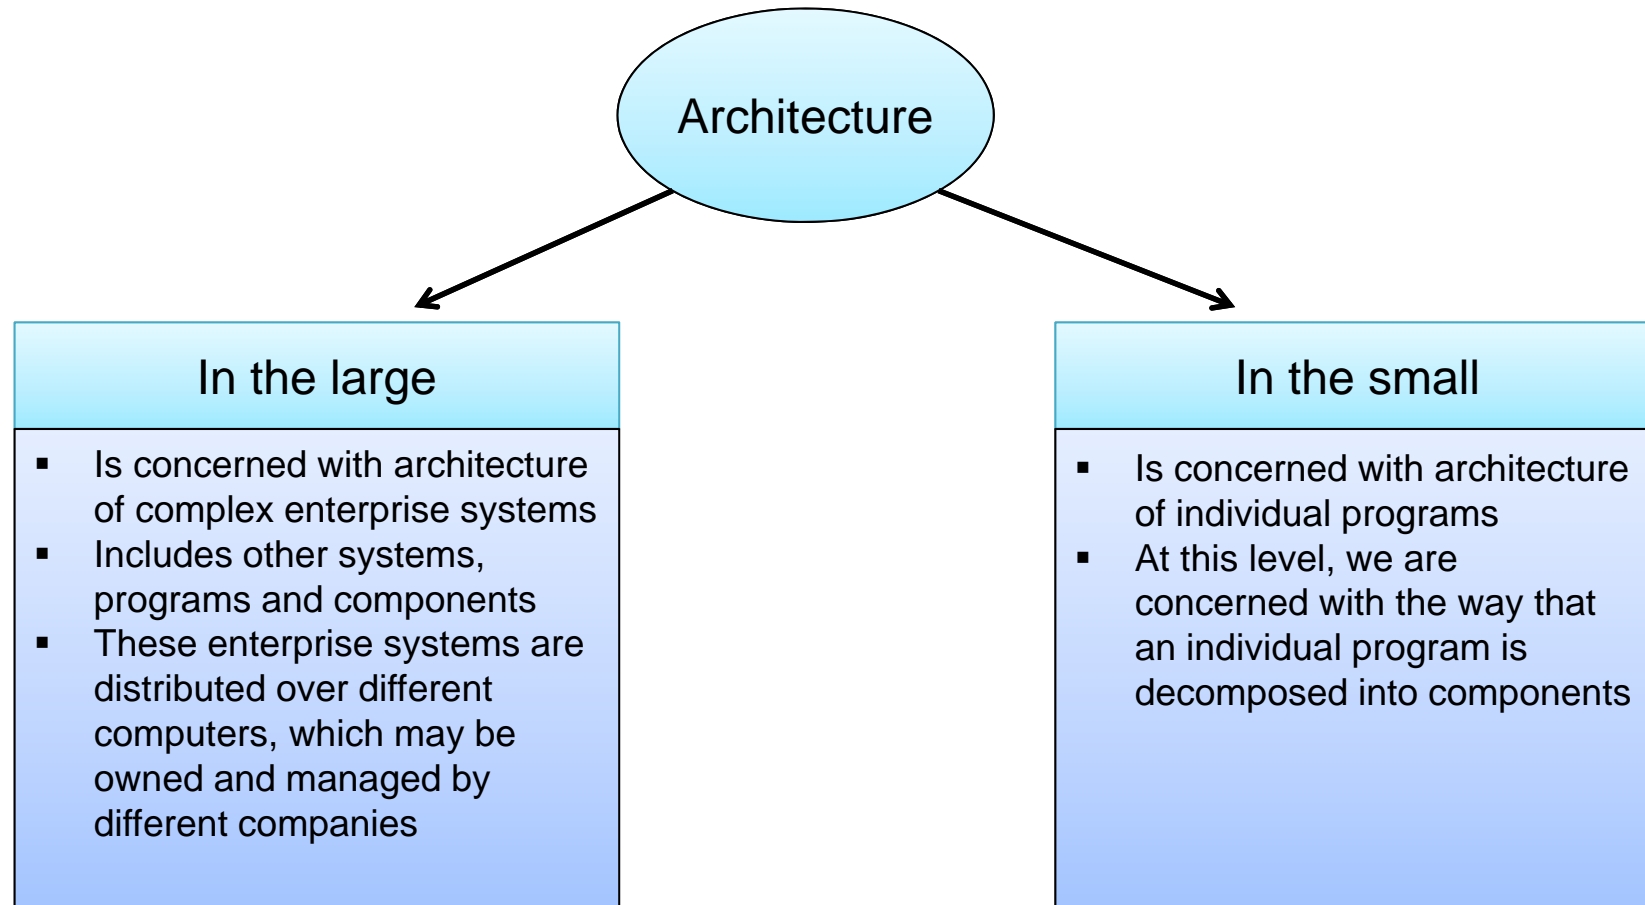 Architecture
In the large
▪ Is concerned with architecture
of complex enterprise systems
▪ Includes other systems,
programs and components
▪ These enterprise systems are
distributed over different
computers, which may be
owned and managed by
different companies
In the small
▪ Is concerned with architecture
of individual programs
▪ At this level, we are
concerned with the way that
an individual program is
decomposed into components